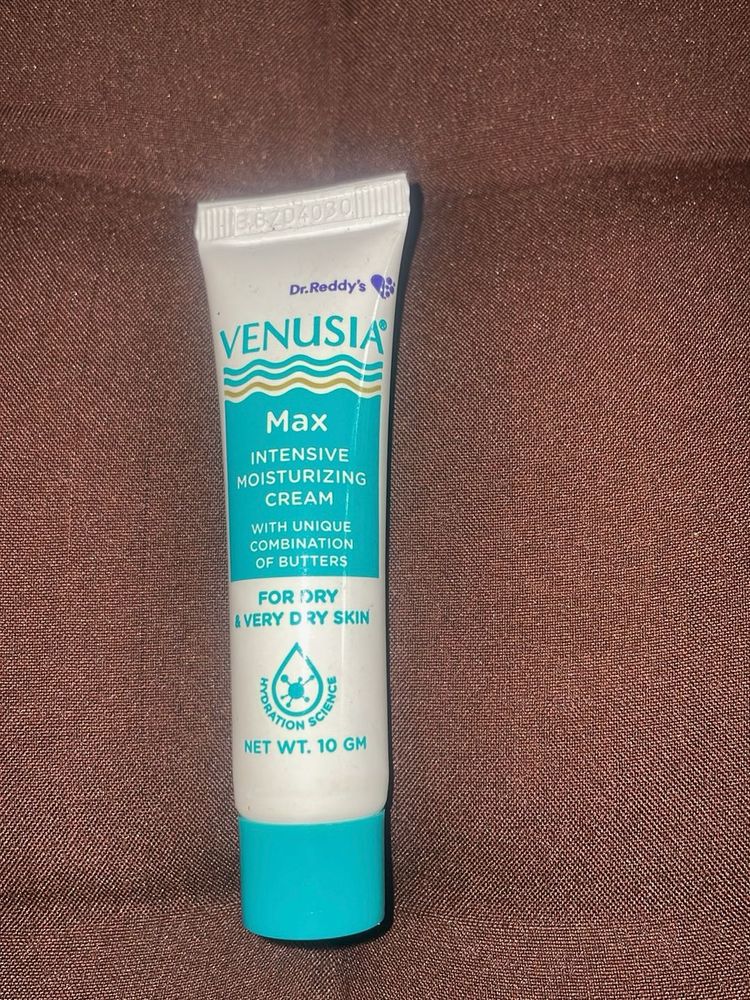 Dr.Reddy's
VENUSIA®
Max
INTENSIVE
MOISTURIZING
CREAM
WITH UNIQUE
COMBINATION
OF BUTTERS
FOR DRY
& VERY DRY SKIN
HYDRATION SCIENCE
NET WT. 10 GM